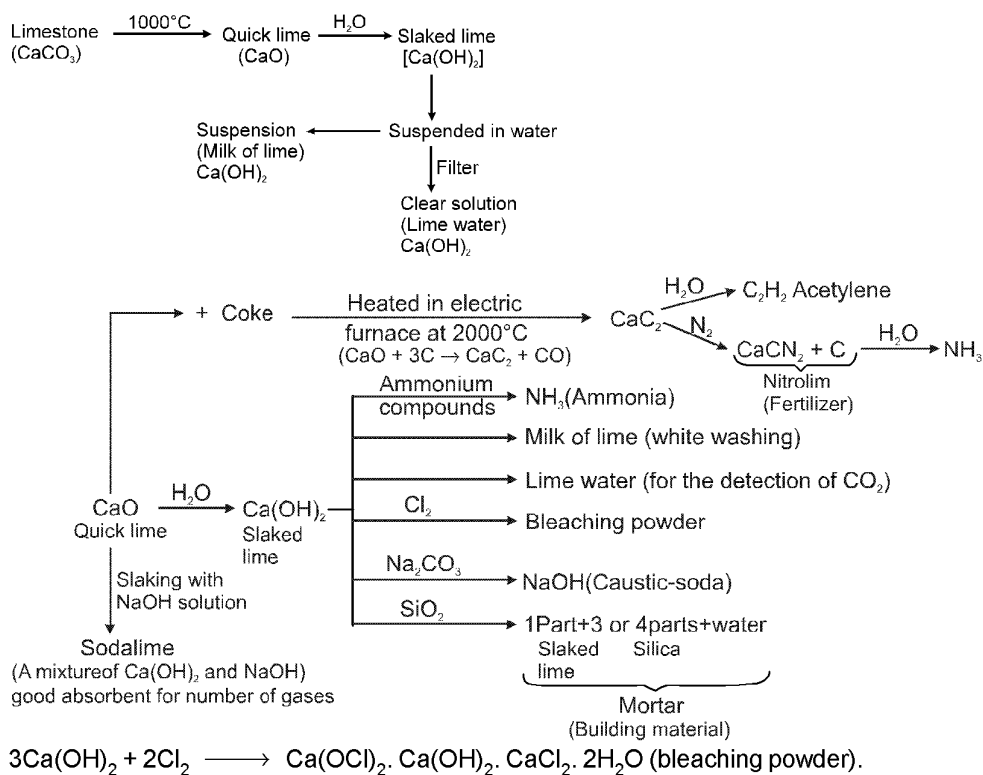 Limestone
(CaCO₃)
1000°C
Quick lime
(CaO)
H₂O
Slaked lime
[Ca(OH)₂]
Suspension
(Milk of lime)
Ca(OH)₂
Suspended in water
Filter
Clear solution
(Lime water)
Ca(OH)₂
+ Coke
Heated in electric
furnace at 2000°C
(CaO + 3C → CaC₂ + CO)
CaC₂
H₂O
C₂H₂ Acetylene
N₂
CaCN₂ + C
Nitrolim
(Fertilizer)
H₂O
NH₃
CaO
Quick lime
H₂O
Ca(OH)₂
Slaked
lime
Ammonium
compounds
NH₃(Ammonia)
Milk of lime (white washing)
Lime water (for the detection of CO₂)
Cl₂
Bleaching powder
Na₂CO₃
NaOH(Caustic-soda)
SiO₂
1Part+3 or 4parts+water
Slaked
lime
Silica
Mortar
(Building material)
Slaking with
NaOH solution
Sodalime
(A mixtureof Ca(OH)₂ and NaOH)
good absorbent for number of gases
3Ca(OH)₂ + 2Cl₂ ⟶ Ca(OCl)₂. Ca(OH)₂. CaCl₂. 2H₂O (bleaching powder).